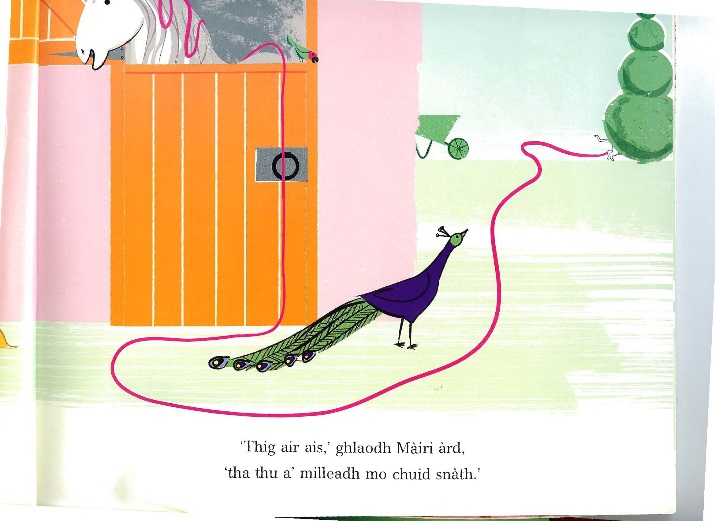 ‘Thig air ais,’ ghlaodh Màiri àrd,
‘tha thu a’ milleadh mo chuid snàth.’